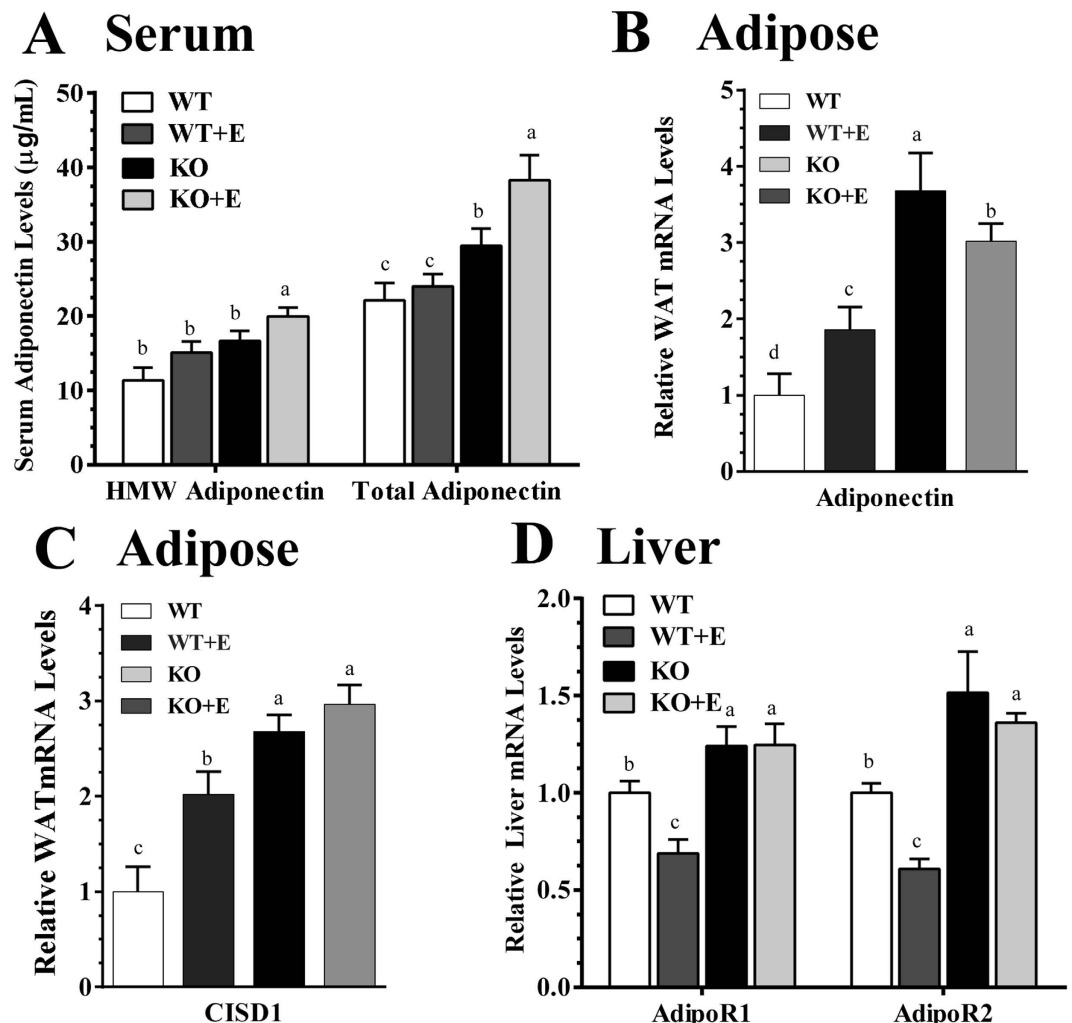 A Serum
Serum Adiponectin Levels (µg/mL)
50
40
30
20
10
0
WT
WT+E
KO
KO+E
b
b
b
a
c
c
b
a
HMW Adiponectin
Total Adiponectin
B Adipose
Relative WAT mRNA Levels
5
4
3
2
1
0
WT
WT+E
KO
KO+E
d
c
a
b
Adiponectin
C Adipose
Relative WATmRNA Levels
4
3
2
1
0
WT
WT+E
KO
KO+E
c
b
a
a
CISD1
D Liver
Relative Liver mRNA Levels
2.0
1.5
1.0
0.5
0.0
WT
WT+E
KO
KO+E
b
c
a
a
b
c
a
a
AdipoR1
AdipoR2